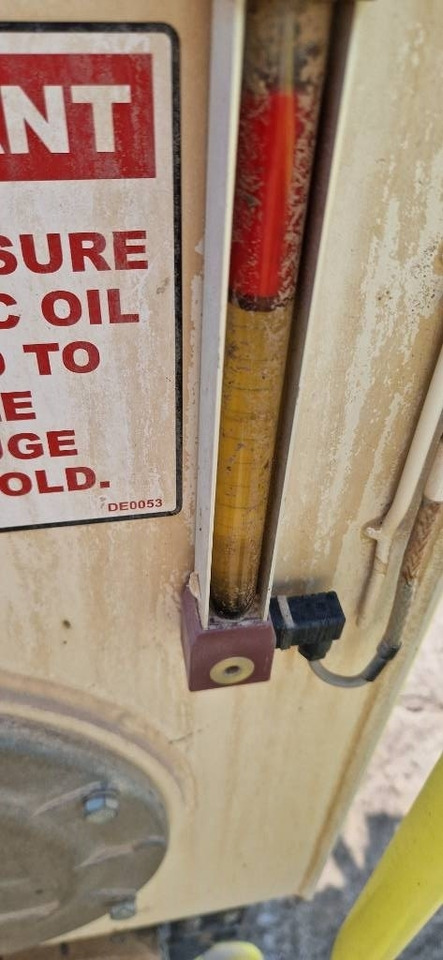 ANT
SURE
C OIL
TO
E
UGE
OLD.
DE0053